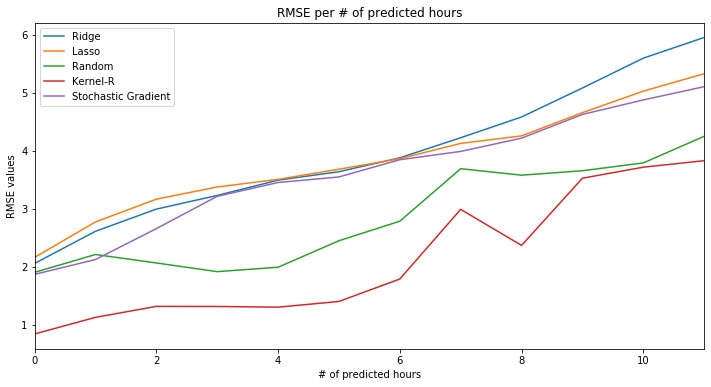 RMSE per # of predicted hours
Ridge
Lasso
Random
Kernel-R
Stochastic Gradient
RMSE values
6
5
4
3
2
1
0 2 4 6 8 10
# of predicted hours